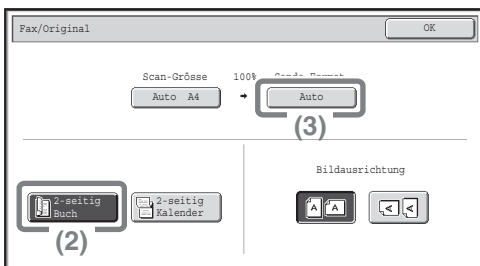 Fax/Original
OK
Scan-Grösse 100% Sende-Format
Auto A4 → Auto
(3)
Bildausrichtung
2-seitig
Buch
2-seitig
Kalender
A A A A
(2)